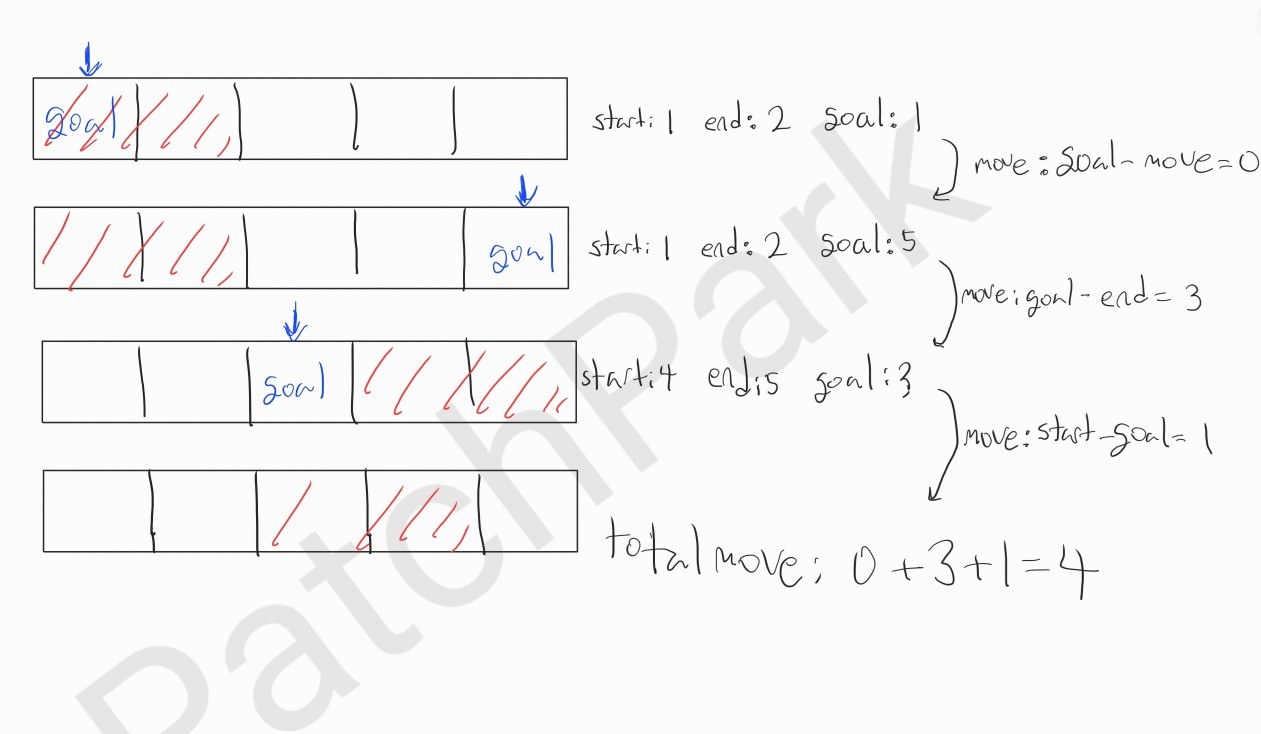 goal
start: 1 end: 2 goal: 1
move: goal - move = 0
start: 1 end: 2 goal: 5
goal
move: goal - end = 3
goal
start: 4 end: 5 goal: 3
move: start - goal = 1
total move: 0 + 3 + 1 = 4
PatchPark